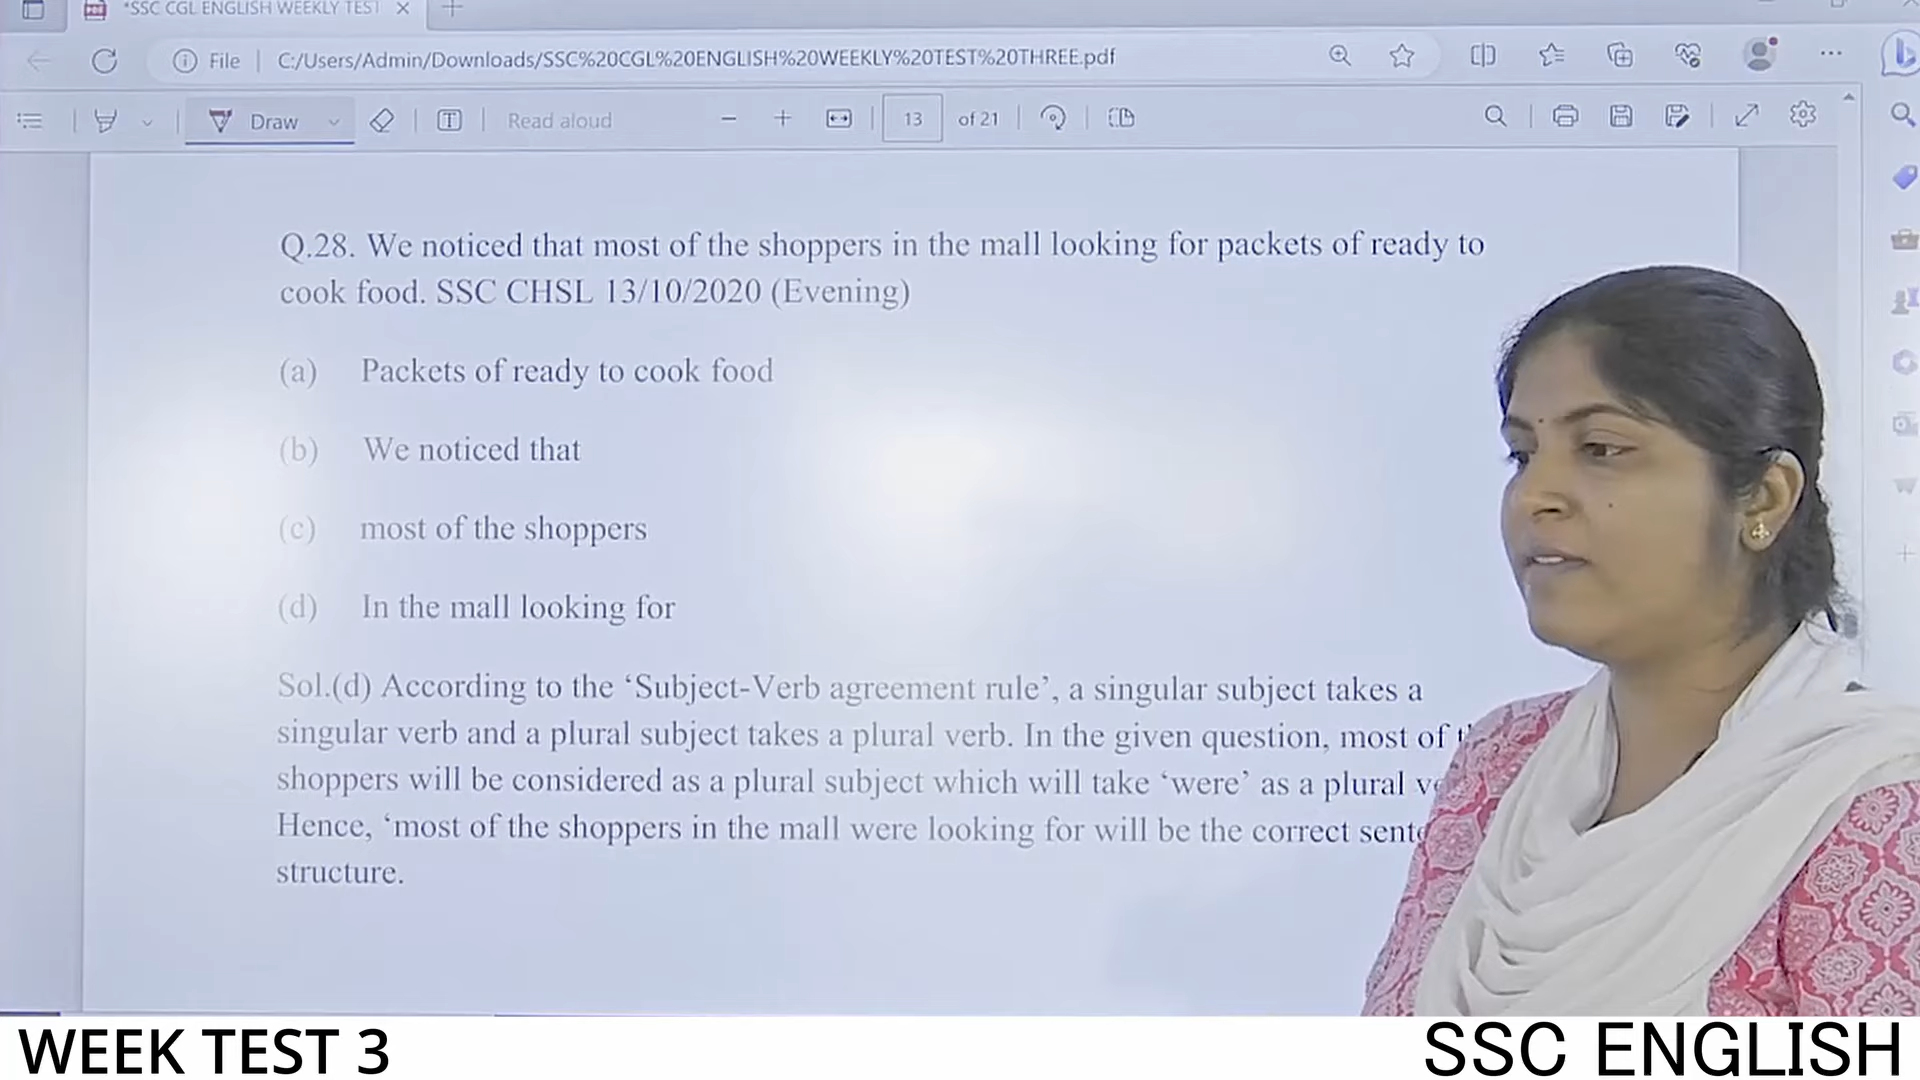 *SSC CGL ENGLISH WEEKLY TEST
File | C:/Users/Admin/Downloads/SSC%20CGL%20ENGLISH%20WEEKLY%20TEST%20THREE.pdf
Draw Read aloud 13 of 21
Q.28. We noticed that most of the shoppers in the mall looking for packets of ready to
cook food. SSC CHSL 13/10/2020 (Evening)
(a) Packets of ready to cook food
(b) We noticed that
(c) most of the shoppers
(d) In the mall looking for
Sol.(d) According to the ‘Subject-Verb agreement rule’, a singular subject takes a
singular verb and a plural subject takes a plural verb. In the given question, most of
shoppers will be considered as a plural subject which will take ‘were’ as a plural
Hence, ‘most of the shoppers in the mall were looking for will be the correct
structure.
WEEK TEST 3
SSC ENGLISH